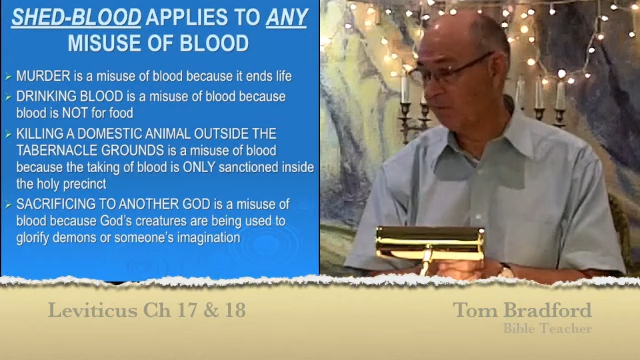 SHED-BLOOD APPLIES TO ANY
MISUSE OF BLOOD
MURDER is a misuse of blood because it ends life
DRINKING BLOOD is a misuse of blood because
blood is NOT for food
KILLING A DOMESTIC ANIMAL OUTSIDE THE
TABERNACLE GROUNDS is a misuse of blood
because the taking of blood is ONLY sanctioned inside
the holy precinct
SACRIFICING TO ANOTHER GOD is a misuse of
blood because God's creatures are being used to
glorify demons or someone's imagination
Leviticus Ch 17 & 18
Tom Bradford
Bible Teacher